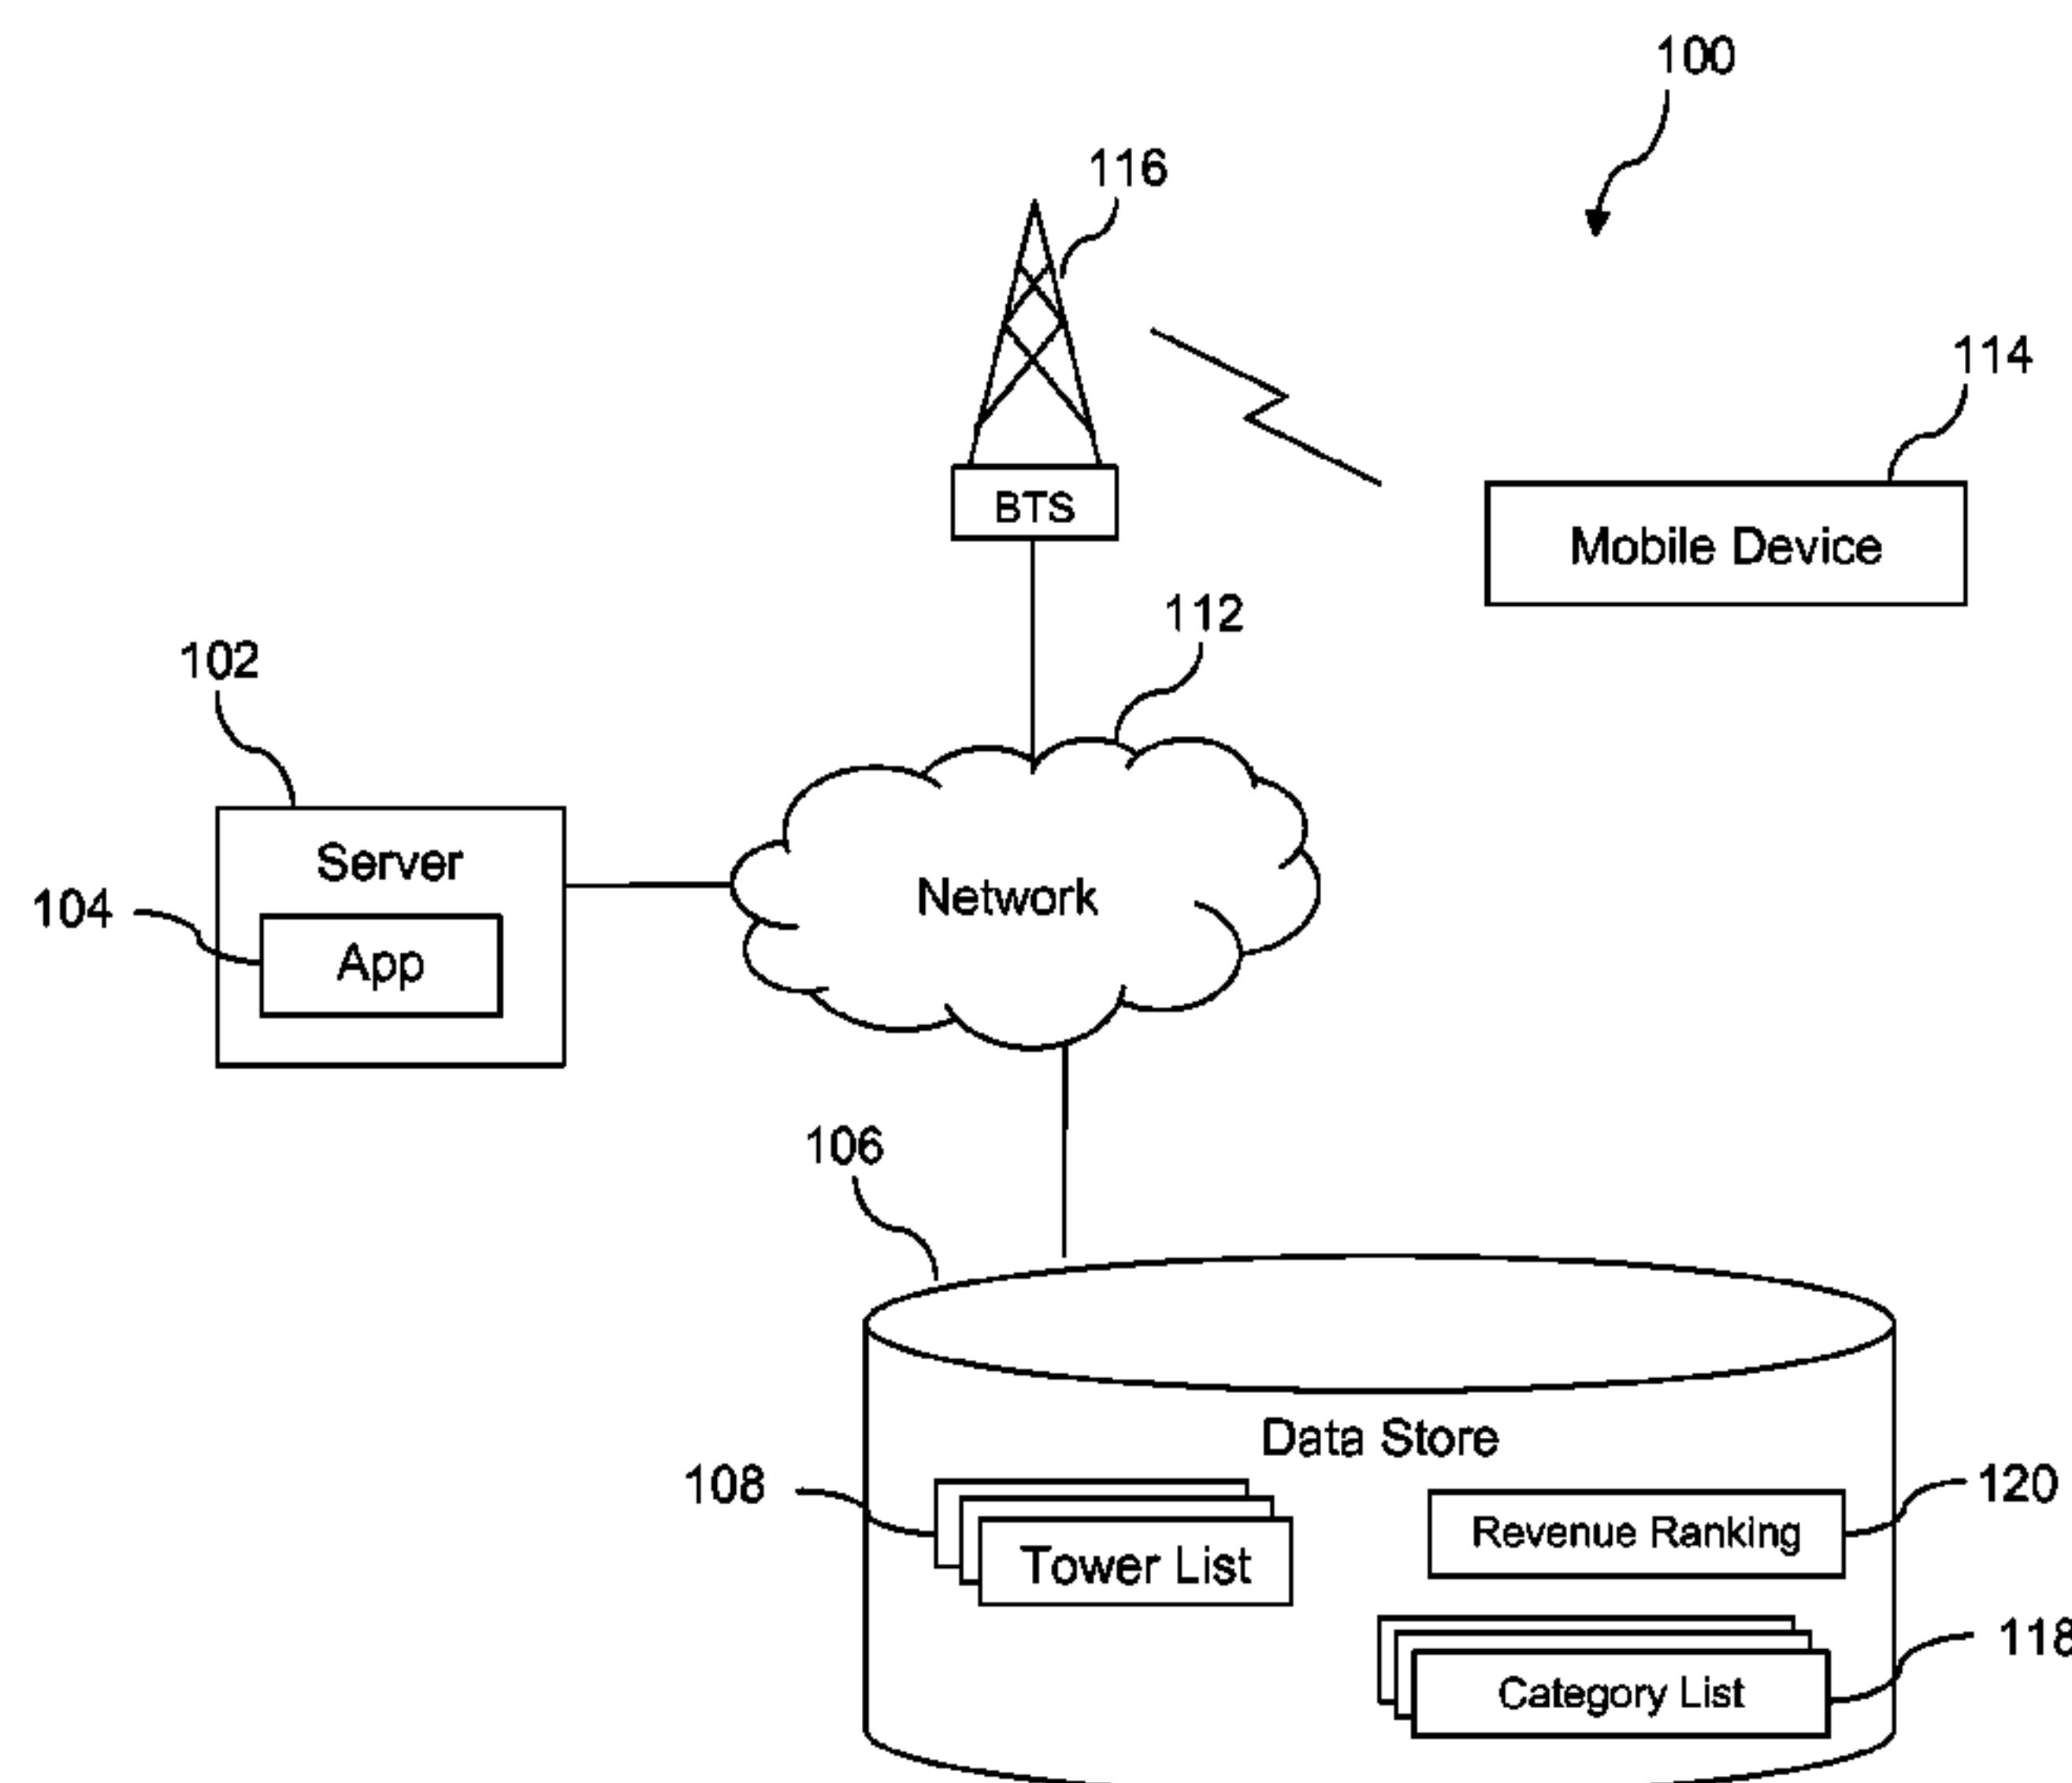 100
116
114
BTS
Mobile Device
112
102
Server
104
App
Network
106
Data Store
108
Tower List
Revenue Ranking
120
Category List
118